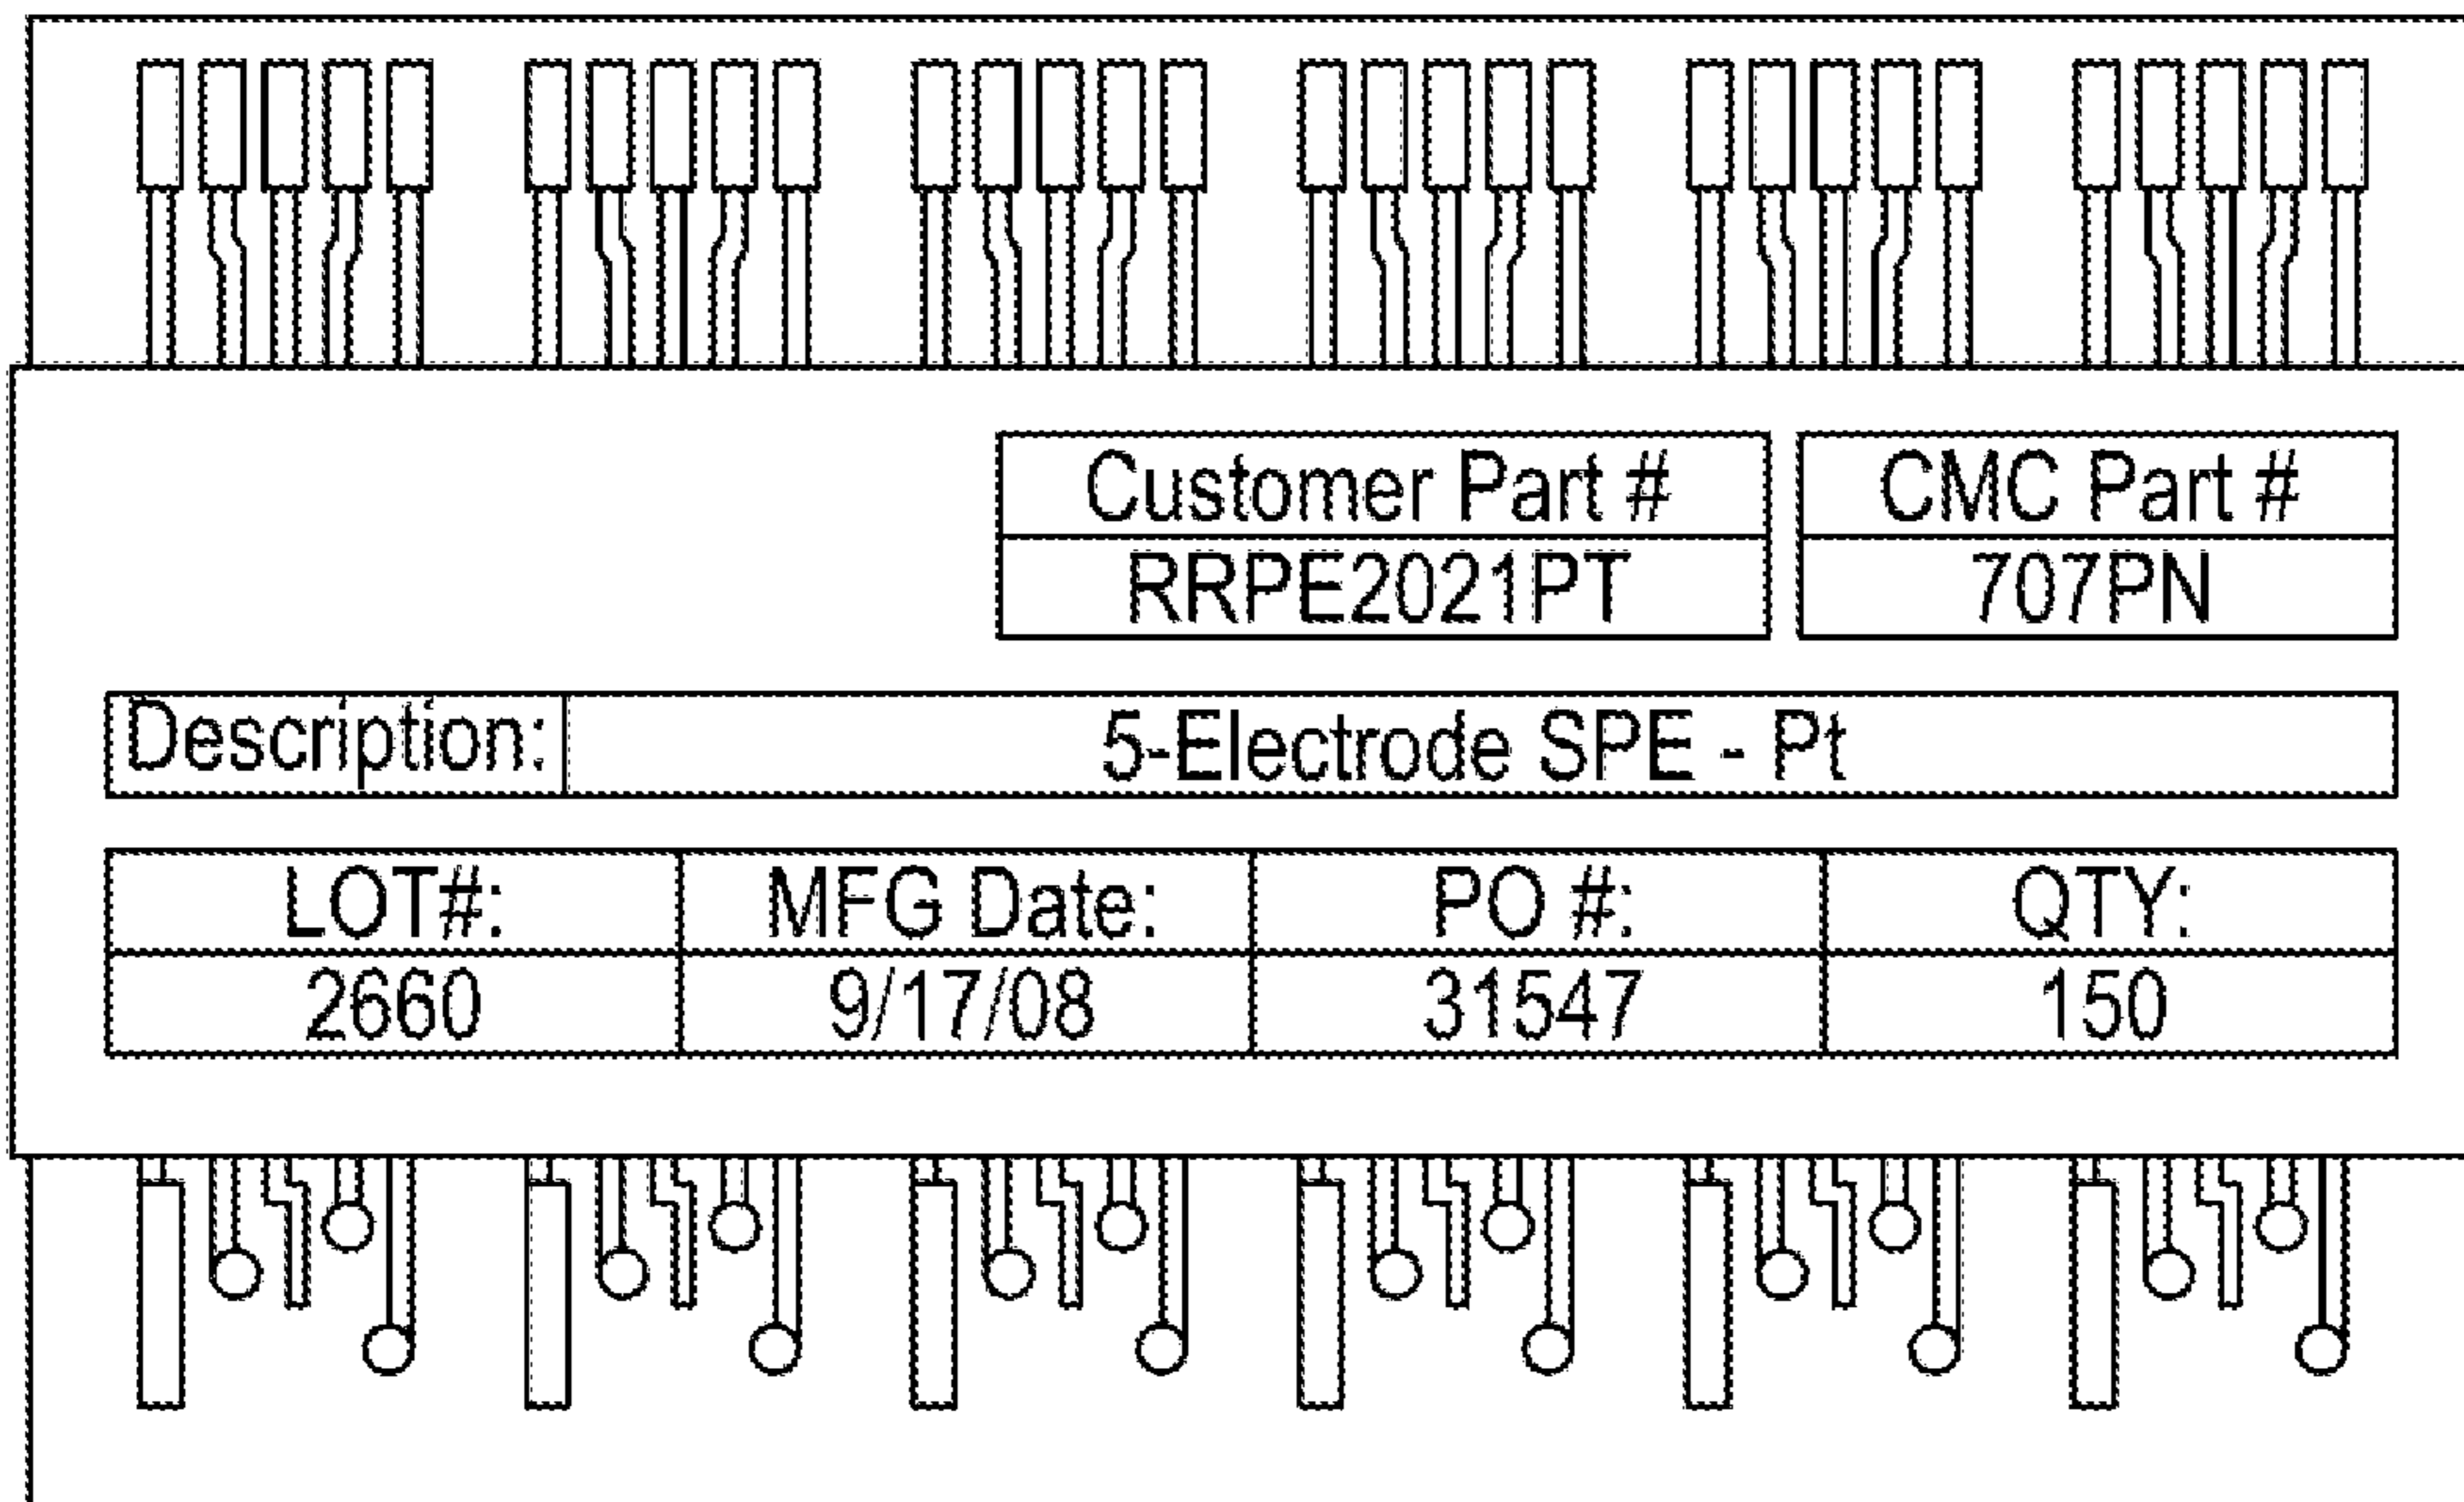 Customer Part # CMC Part #
RRPE2021PT 707PN
Description: 5-Electrode SPE - Pt
LOT#: MFG Date: PO #: QTY:
2660 9/17/08 31547 150